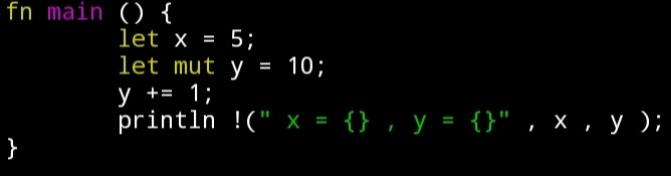 fn main () {
let x = 5;
let mut y = 10;
y += 1;
println !(" x = {} , y = {}" , x , y );
}